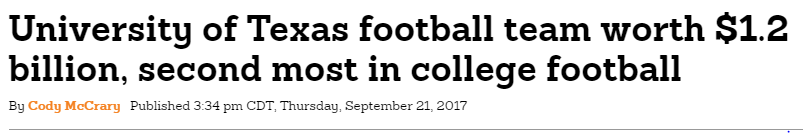 University of Texas football team worth $1.2
billion, second most in college football
By Cody McCrary Published 3:34 pm CDT, Thursday, September 21, 2017